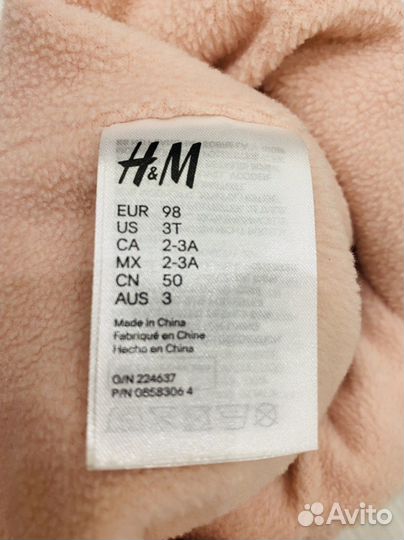 H&M
EUR 98
US 3T
CA 2-3A
MX 2-3A
CN 50
AUS 3
Made in China
Fabriqué en Chine
Hecho en China
G/N 224637
P/N 0858306 4
Avito